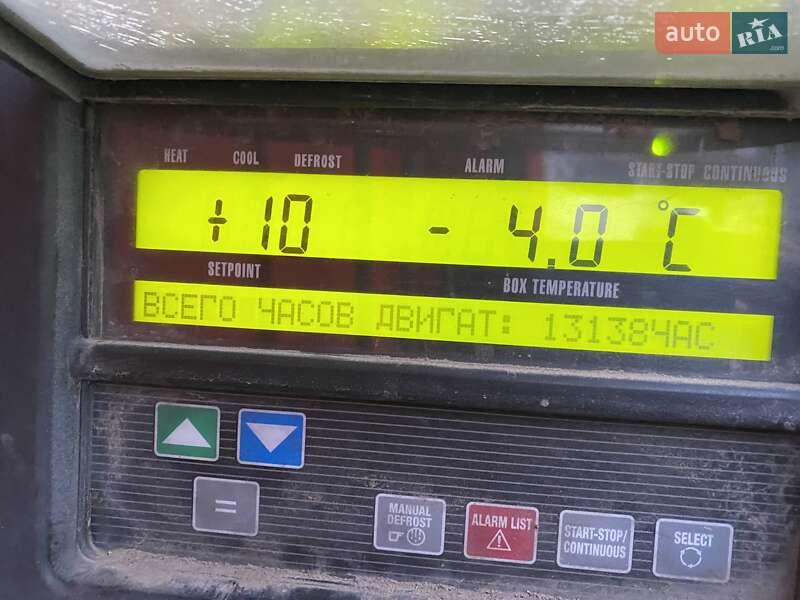 auto RIA.com
HEAT COOL DEFROST ALARM START-STOP CONTINUOUS
+10 -4.0 °C
SETPOINT BOX TEMPERATURE
ВСЕГО ЧАСОВ ДВИГАТ: 13138ЧАС
=
MANUAL DEFROST
ALARM LIST
START-STOP/
CONTINUOUS
SELECT